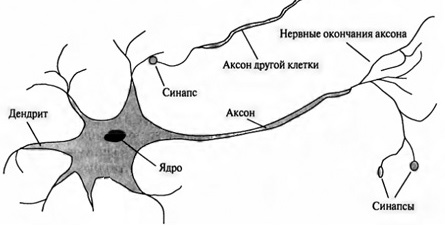 Нервные окончания аксона
Аксон другой клетки
Синапс
Дендрит
Аксон
Ядро
Синапсы